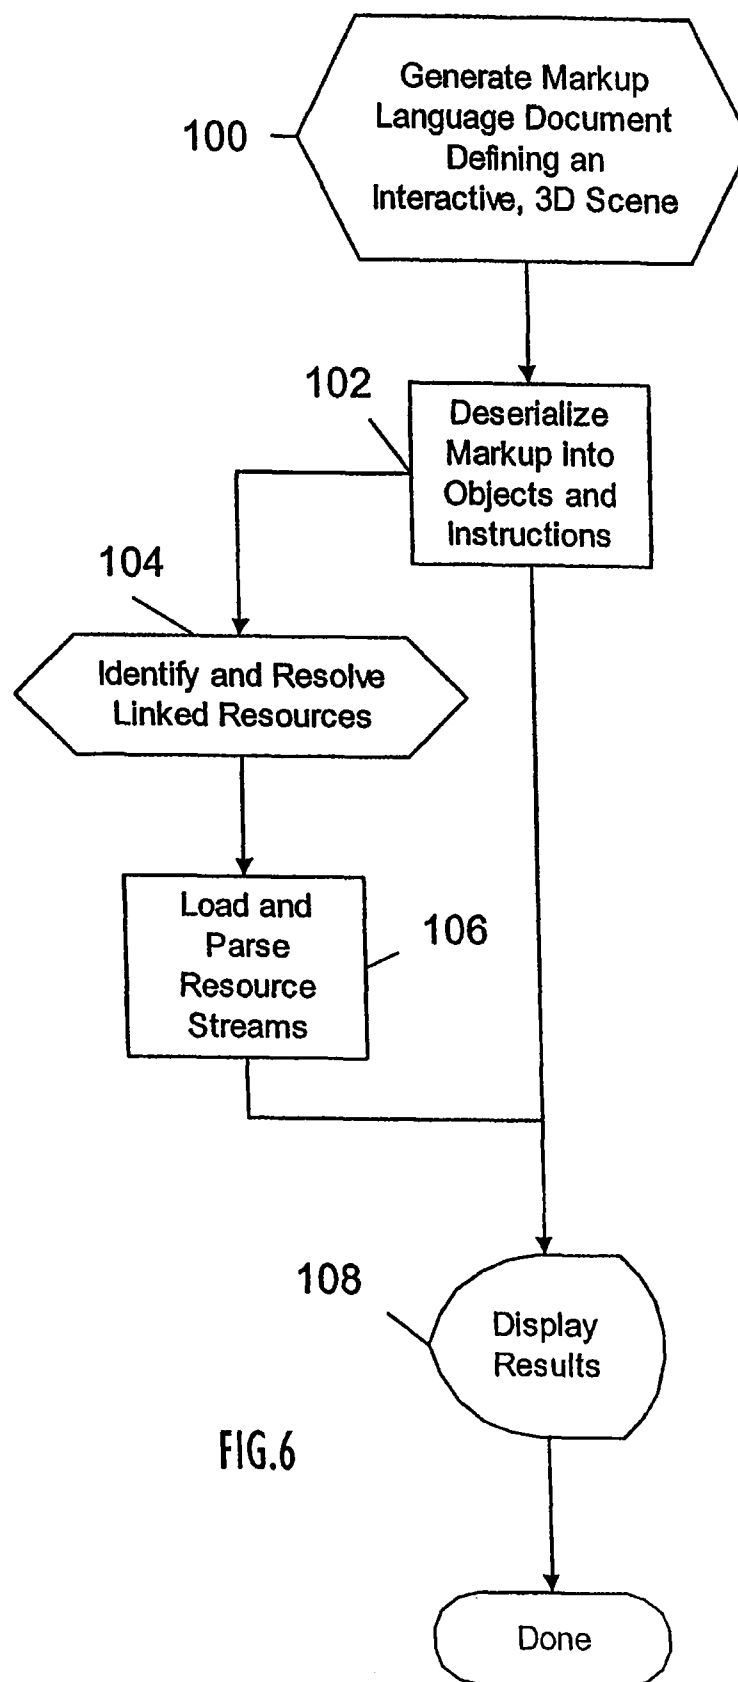 Generate Markup
Language Document
Defining an
Interactive, 3D Scene
100
102
Deserialize
Markup into
Objects and
Instructions
104
Identify and Resolve
Linked Resources
Load and
Parse
Resource
Streams
106
108
Display
Results
FIG.6
Done